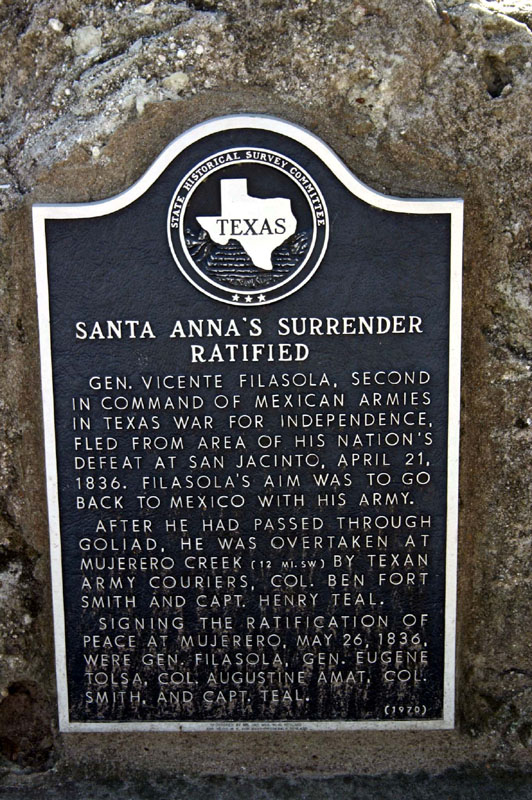 STATE HISTORICAL SURVEY COMMITTEE
TEXAS
SANTA ANNA'S SURRENDER
RATIFIED
GEN. VICENTE FILASOLA, SECOND
IN COMMAND OF MEXICAN ARMIES
IN TEXAS WAR FOR INDEPENDENCE,
FLED FROM AREA OF HIS NATION'S
DEFEAT AT SAN JACINTO, APRIL 21,
1836. FILASOLA'S AIM WAS TO GO
BACK TO MEXICO WITH HIS ARMY.
AFTER HE HAD PASSED THROUGH
GOLIAD, HE WAS OVERTAKEN AT
MUJERERO CREEK (12 MI. SW) BY TEXAN
ARMY COURIERS, COL. BEN FORT
SMITH AND CAPT. HENRY TEAL.
SIGNING THE RATIFICATION OF
PEACE AT MUJERERO, MAY 26, 1836,
WERE GEN. FILASOLA, GEN. EUGENE
TOLSA, COL. AUGUSTINE AMAT, COL.
SMITH, AND CAPT. TEAL.
(1970)